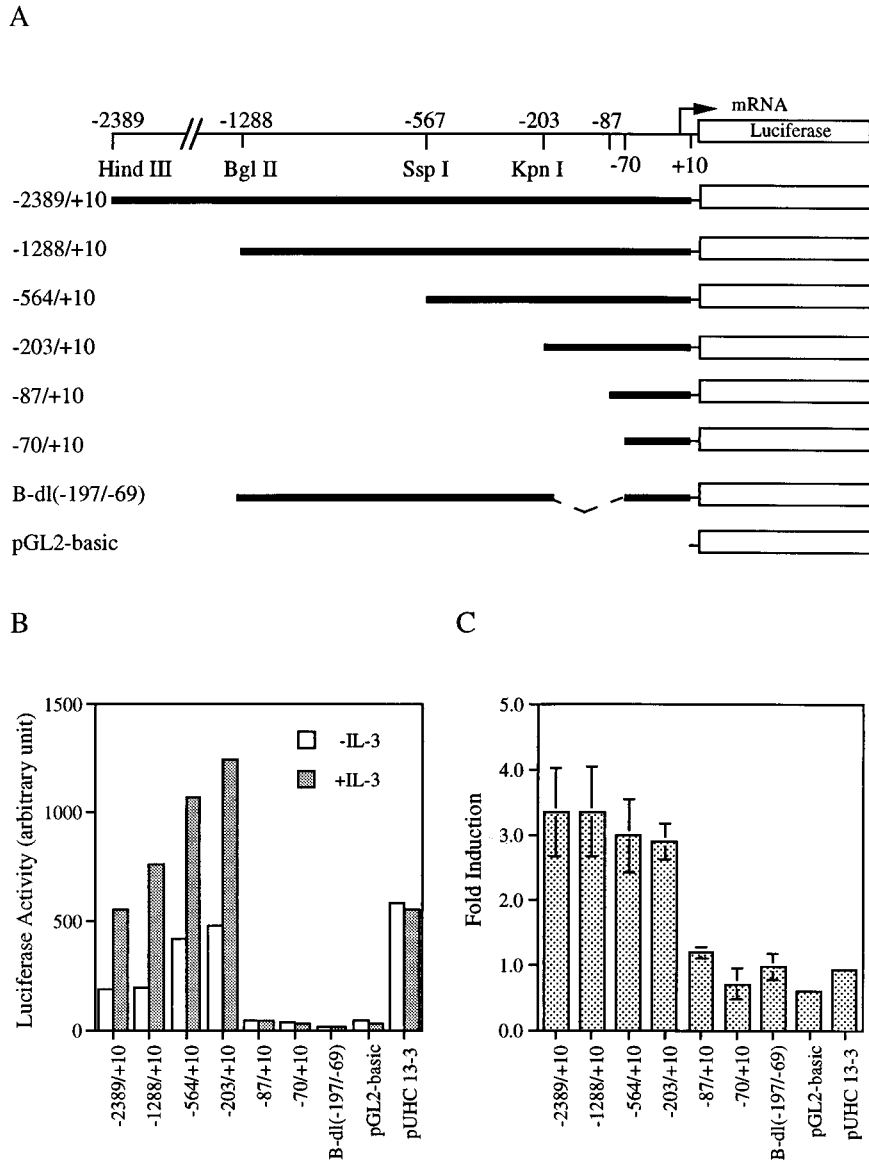 A
-2389 -1288 -567 -203 -87 mRNA
Luciferase
Hind III Bgl II Ssp I Kpn I -70 +10
-2389/+10
-1288/+10
-564/+10
-203/+10
-87/+10
-70/+10
B-dl(-197/-69)
pGL2-basic
B
Luciferase Activity (arbitrary unit)
1500
1000
500
0
-IL-3
+IL-3
-2389/+10
-1288/+10
-564/+10
-203/+10
-87/+10
-70/+10
B-dl(-197/-69)
pGL2-basic
pUHC 13-3
C
Fold Induction
5.0
4.0
3.0
2.0
1.0
0.0
-2389/+10
-1288/+10
-564/+10
-203/+10
-87/+10
-70/+10
B-dl(-197/-69)
pGL2-basic
pUHC 13-3